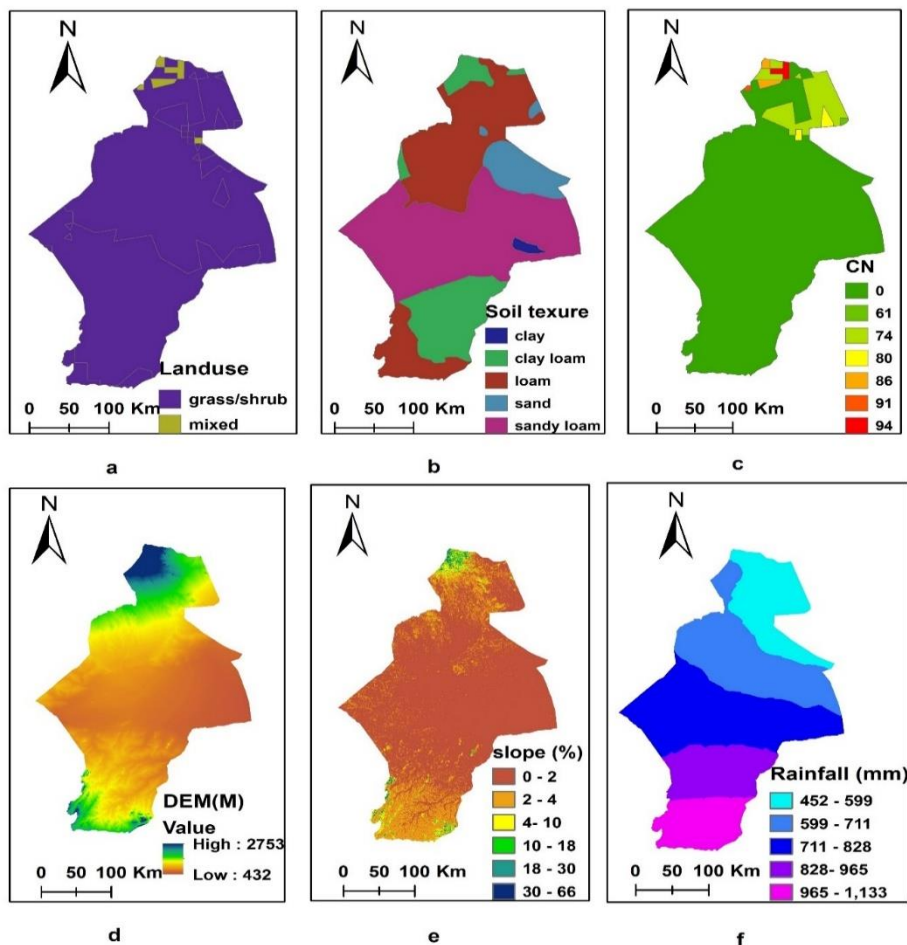 N
Landuse
grass/shrub
mixed
0 50 100 Km
a
N
Soil texure
clay
clay loam
loam
sand
sandy loam
0 50 100 Km
b
N
CN
0
61
74
80
86
91
94
0 50 100 Km
c
N
DEM(M)
Value
High : 2753
Low : 432
0 50 100 Km
d
N
slope (%)
0 - 2
2 - 4
4- 10
10 - 18
18 - 30
30 - 66
0 50 100 Km
e
N
Rainfall (mm)
452 - 599
599 - 711
711 - 828
828- 965
965 - 1,133
0 50 100 Km
f